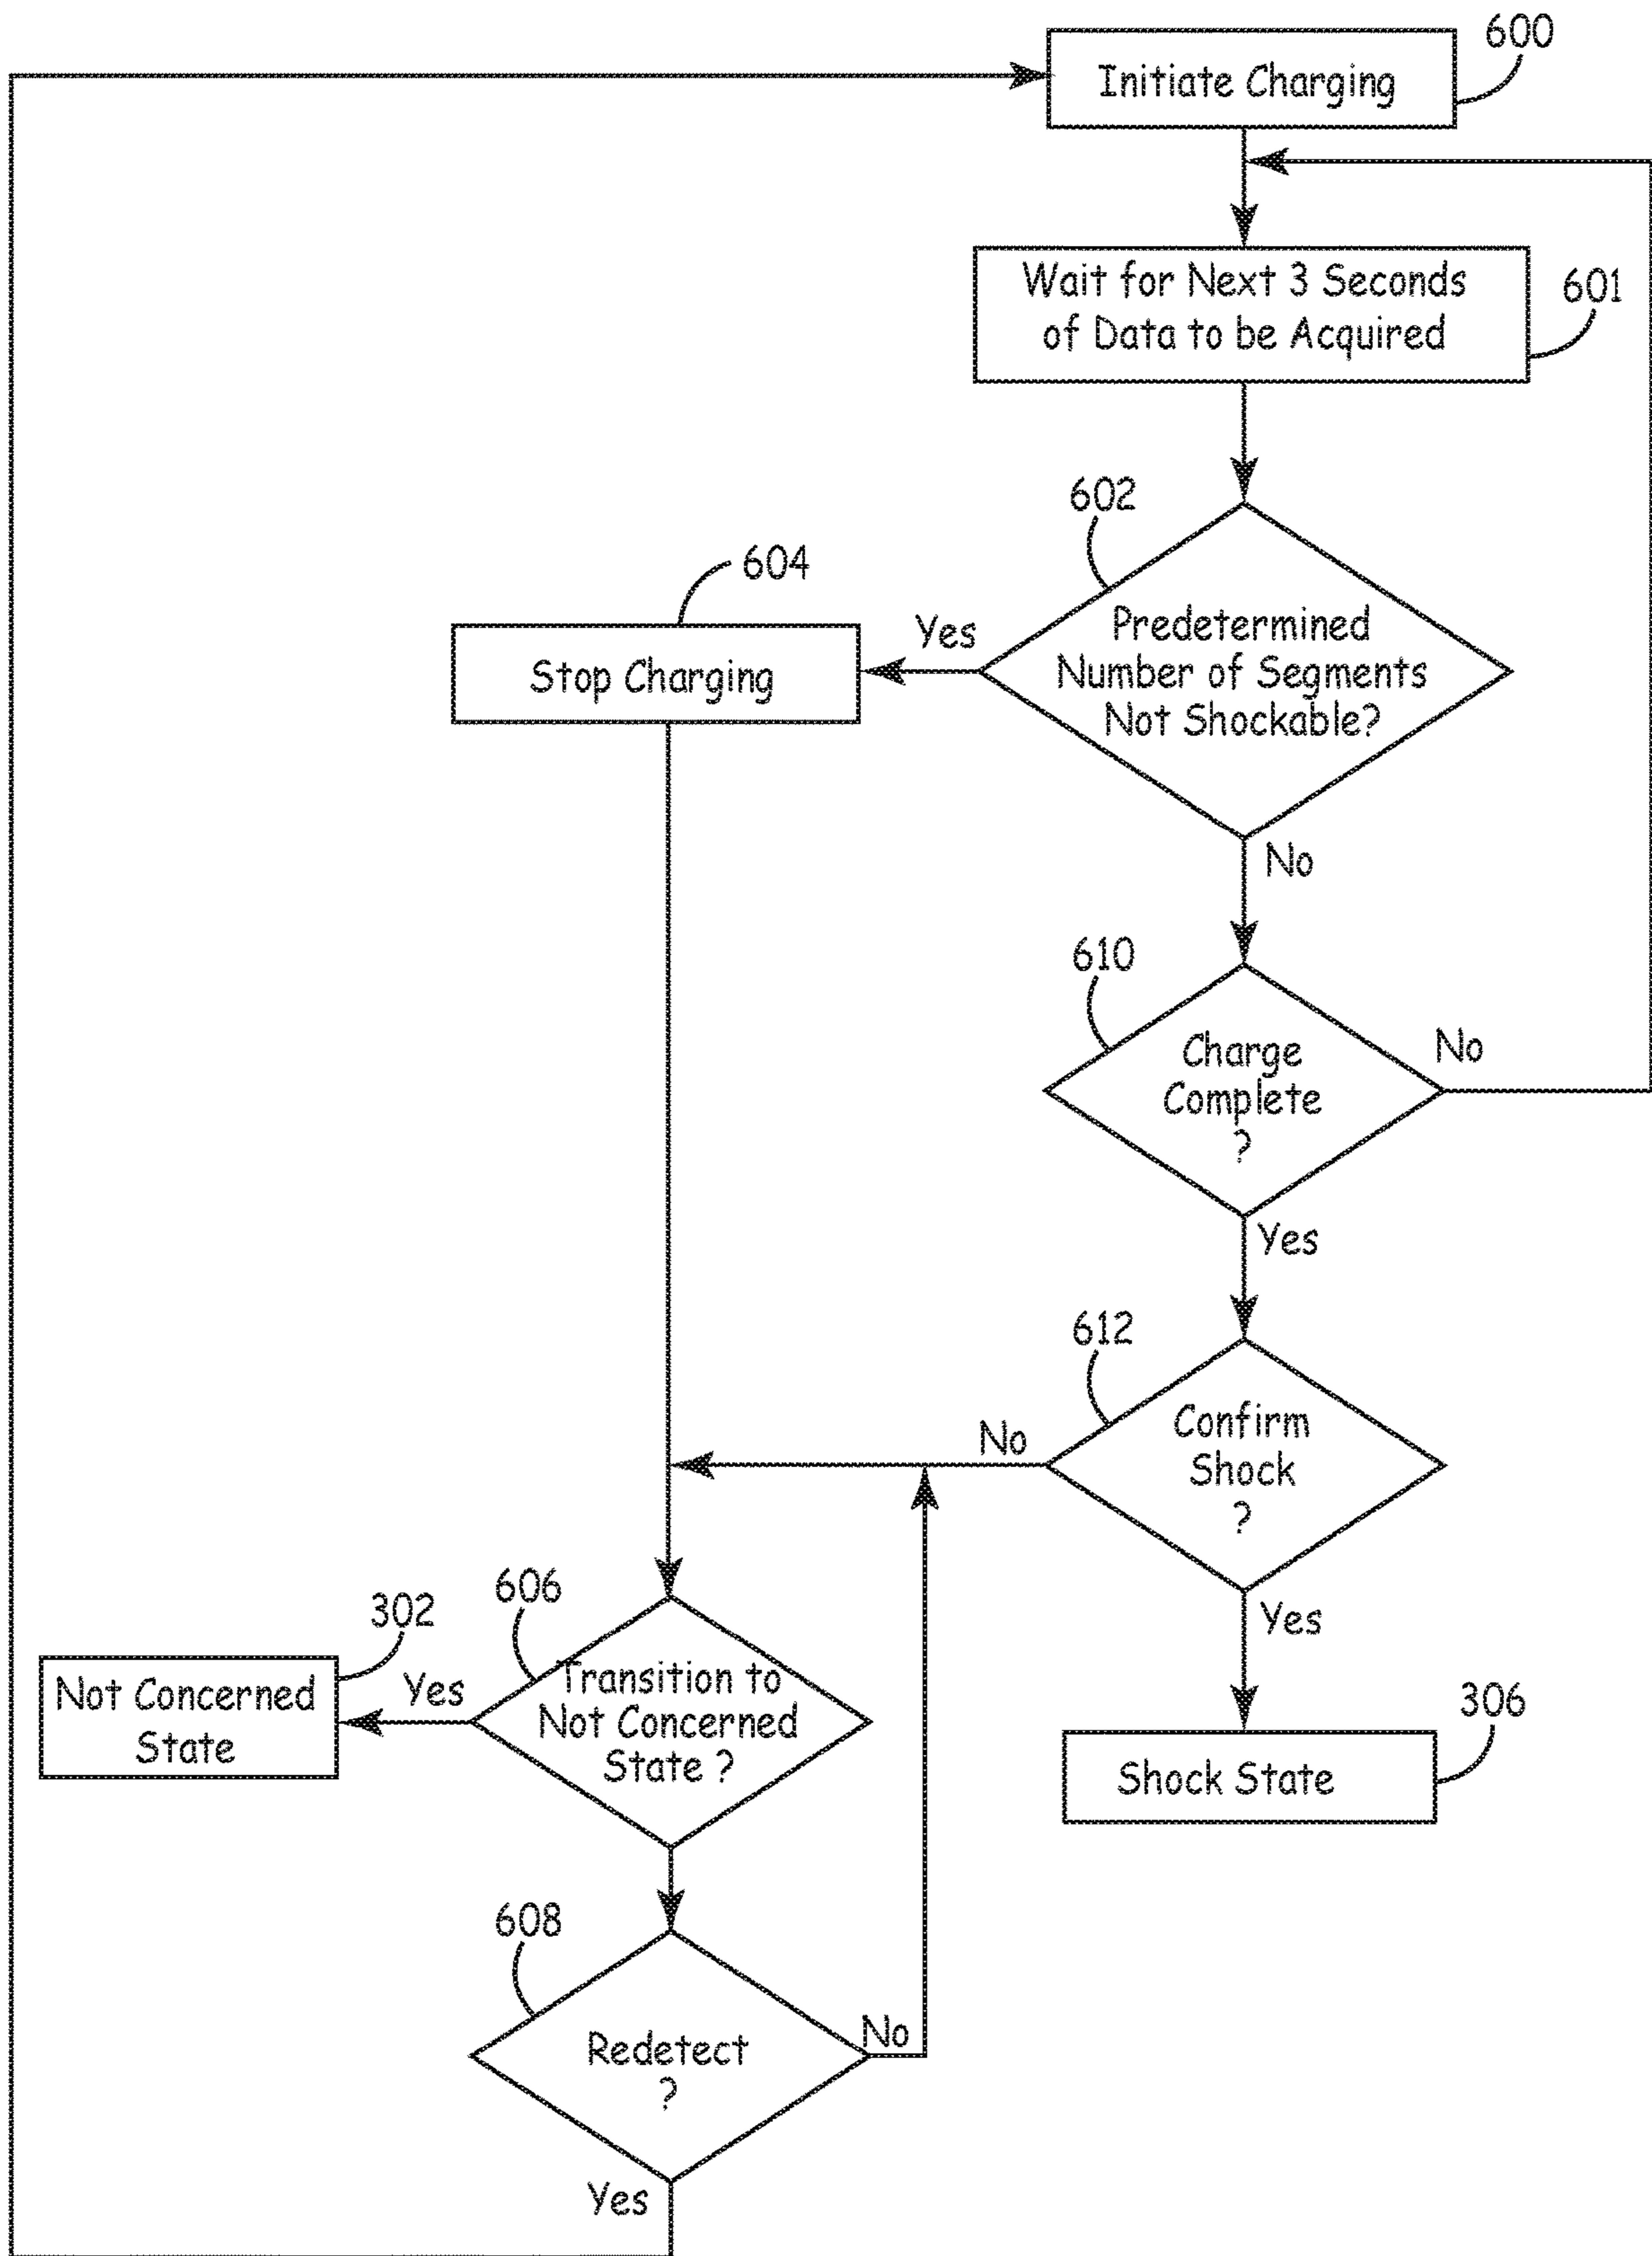 600
Initiate Charging
Wait for Next 3 Seconds
of Data to be Acquired
601
602
Predetermined
Number of Segments
Not Shockable?
Yes
604
Stop Charging
No
610
Charge
Complete
?
No
Yes
612
Confirm
Shock
?
No
Yes
606
Transition to
Not Concerned
State ?
Yes
302
Not Concerned
State
306
Shock State
608
Redetect
?
No
Yes